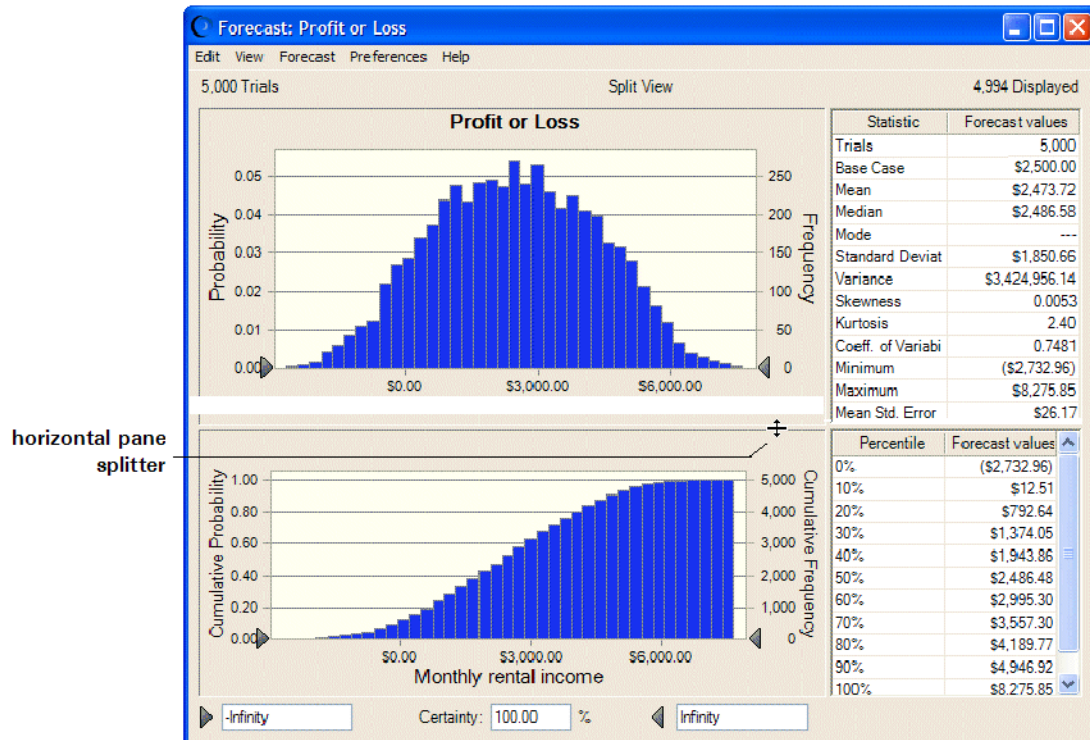 Forecast: Profit or Loss
Edit View Forecast Preferences Help
5,000 Trials Split View 4,994 Displayed
Profit or Loss
Probability
0.05
0.04
0.03
0.02
0.01
0.00
250
200
150
100
50
0
Frequency
$0.00 $3,000.00 $6,000.00
Statistic Forecast values
Trials 5,000
Base Case $2,500.00
Mean $2,473.72
Median $2,486.58
Mode ---
Standard Deviat $1,850.66
Variance $3,424,956.14
Skewness 0.0053
Kurtosis 2.40
Coeff. of Variabi 0.7481
Minimum ($2,732.96)
Maximum $8,275.85
Mean Std. Error $26.17
horizontal pane
splitter
Cumulative Probability
1.00
0.80
0.60
0.40
0.20
0.00
5,000
4,000
3,000
2,000
1,000
0
Cumulative Frequency
$0.00 $3,000.00 $6,000.00
Monthly rental income
Percentile Forecast values
0% ($2,732.96)
10% $12.51
20% $792.64
30% $1,374.05
40% $1,943.86
50% $2,486.48
60% $2,995.30
70% $3,557.30
80% $4,189.77
90% $4,946.92
100% $8,275.85
-Infinity Certainty: 100.00 % Infinity